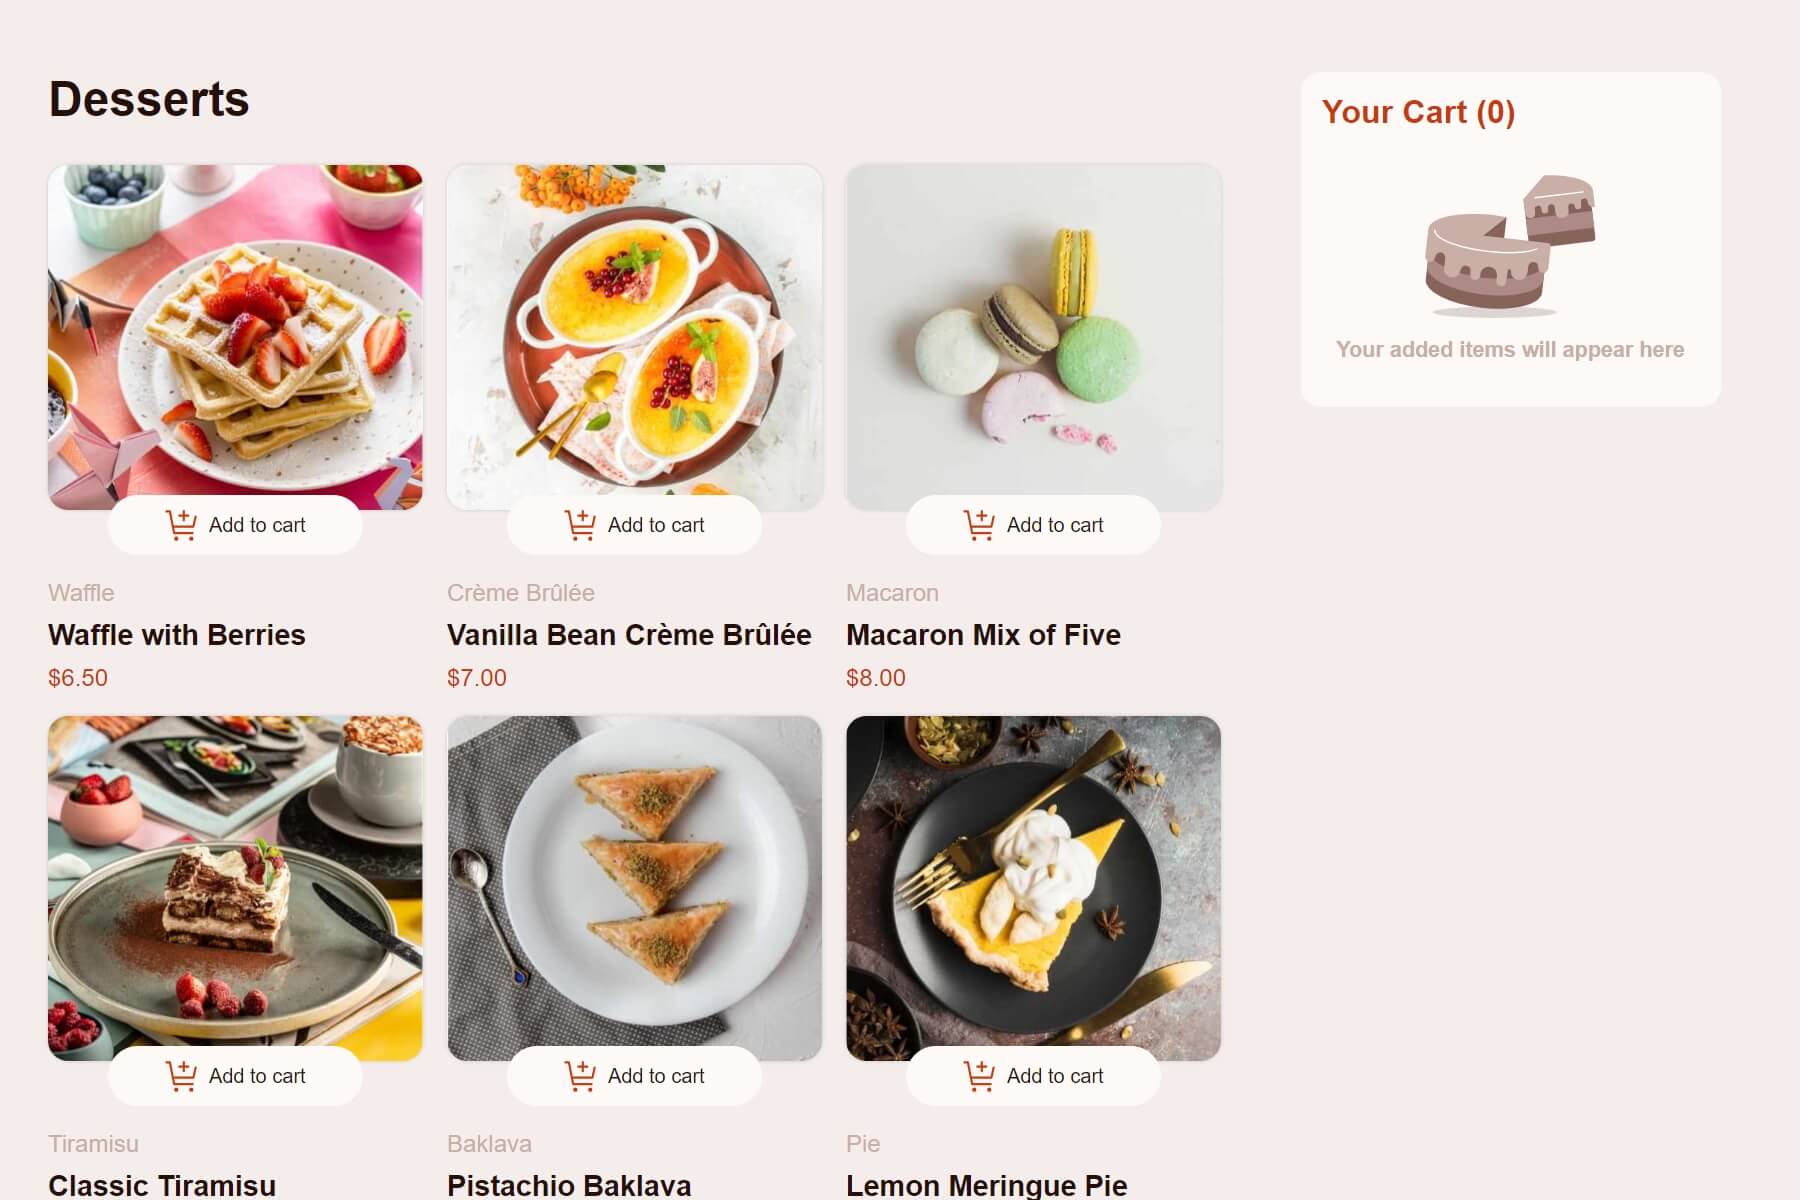 Desserts
Your Cart (0)
Your added items will appear here
Add to cart
Add to cart
Add to cart
Waffle
Waffle with Berries
$6.50
Crème Brûlée
Vanilla Bean Crème Brûlée
$7.00
Macaron
Macaron Mix of Five
$8.00
Add to cart
Add to cart
Add to cart
Tiramisu
Classic Tiramisu
Baklava
Pistachio Baklava
Pie
Lemon Meringue Pie